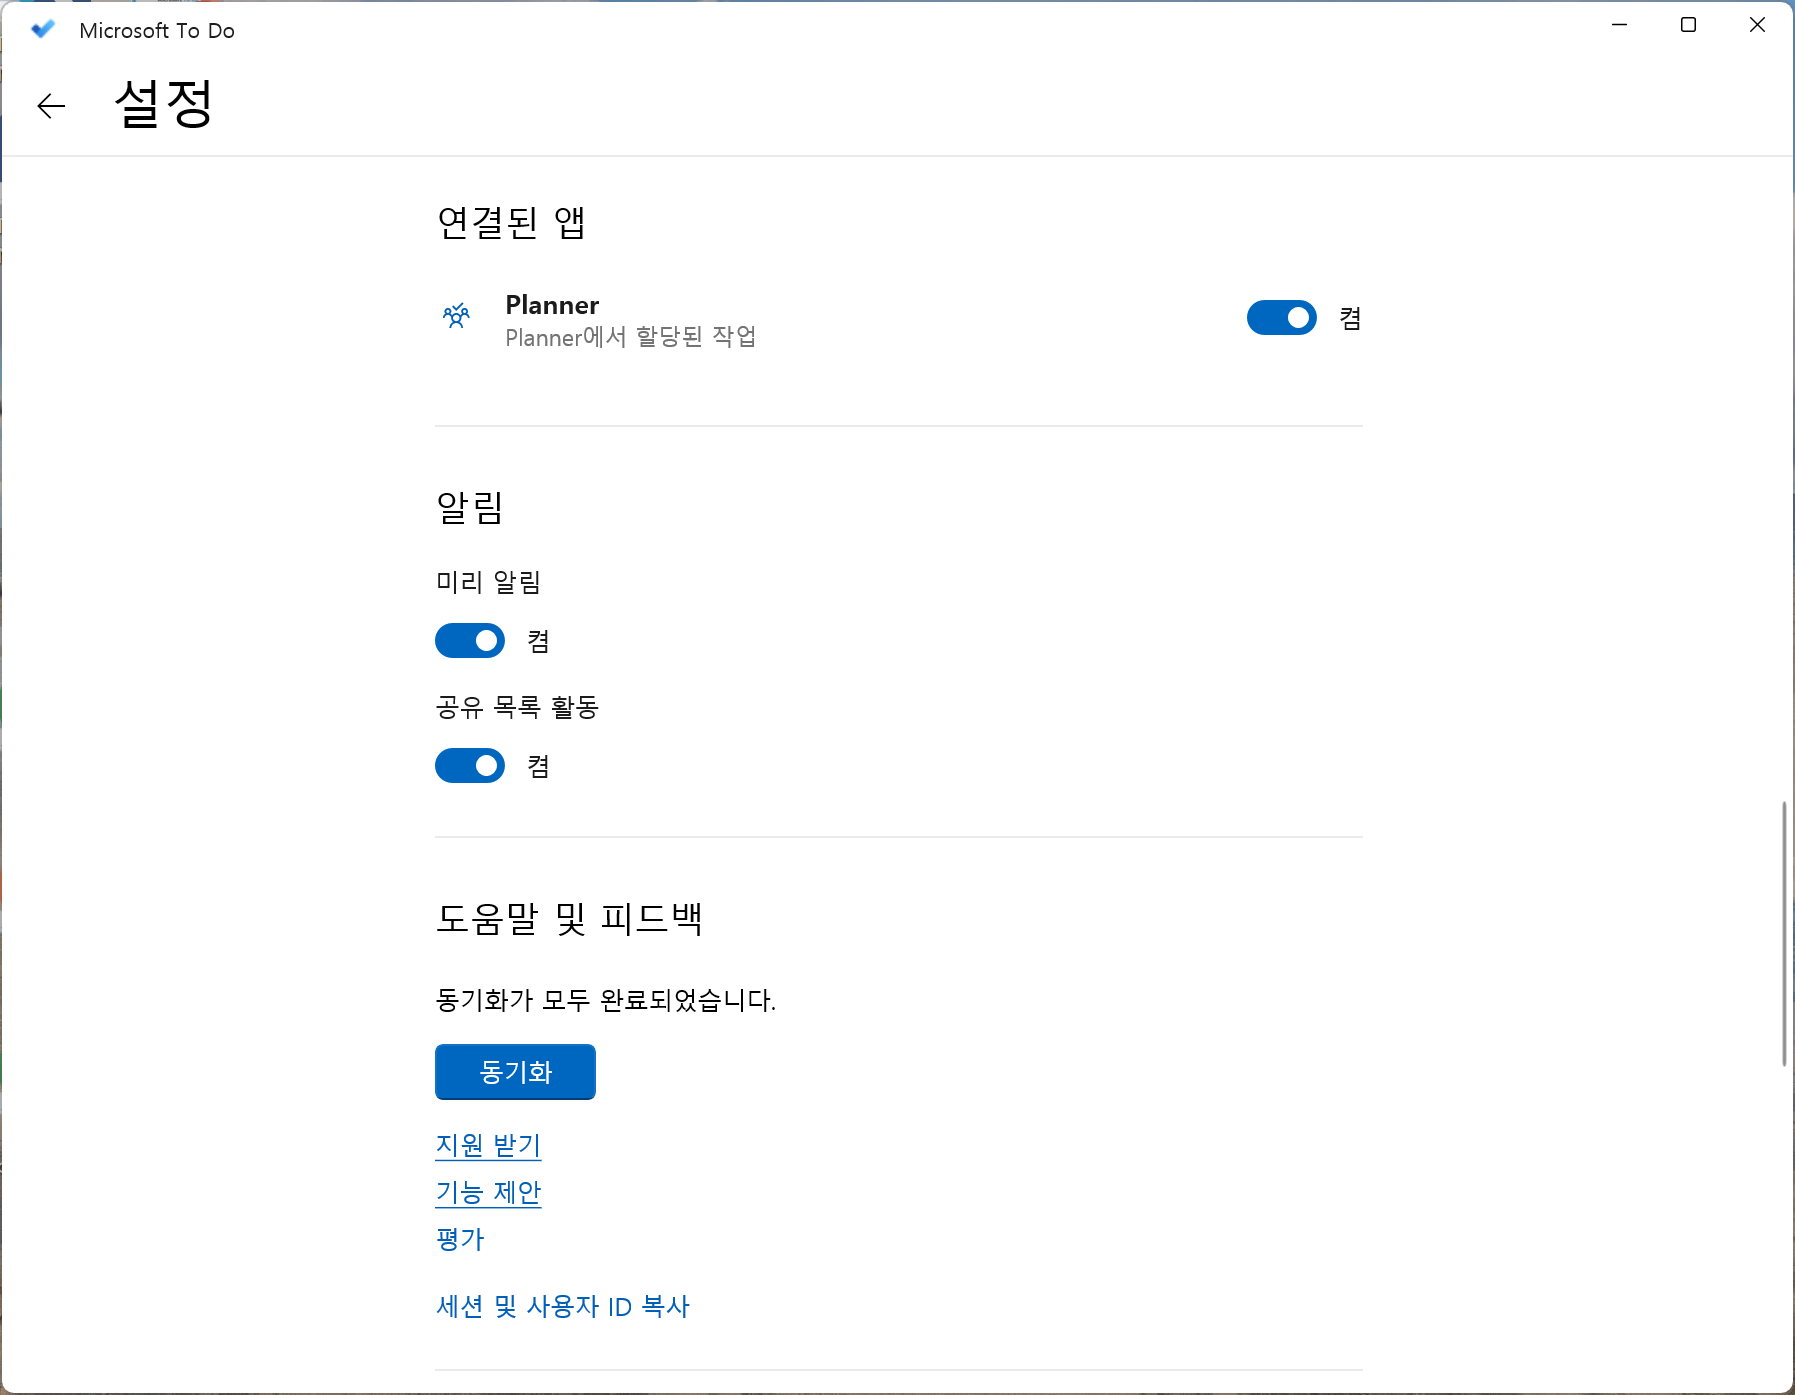 Microsoft To Do
설정
연결된 앱
Planner
Planner에서 할당된 작업
켬
알림
미리 알림
켬
공유 목록 활동
켬
도움말 및 피드백
동기화가 모두 완료되었습니다.
동기화
지원 받기
기능 제안
평가
세션 및 사용자 ID 복사